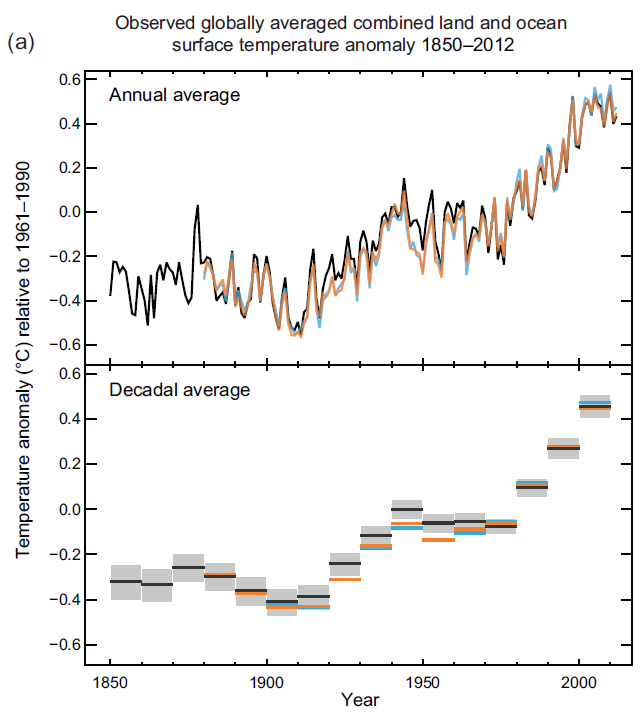 (a)
Observed globally averaged combined land and ocean
surface temperature anomaly 1850–2012
Annual average
0.6
0.4
0.2
0.0
−0.2
−0.4
−0.6
Temperature anomaly (°C) relative to 1961–1990
Decadal average
0.6
0.4
0.2
0.0
−0.2
−0.4
−0.6
1850
1900
1950
2000
Year